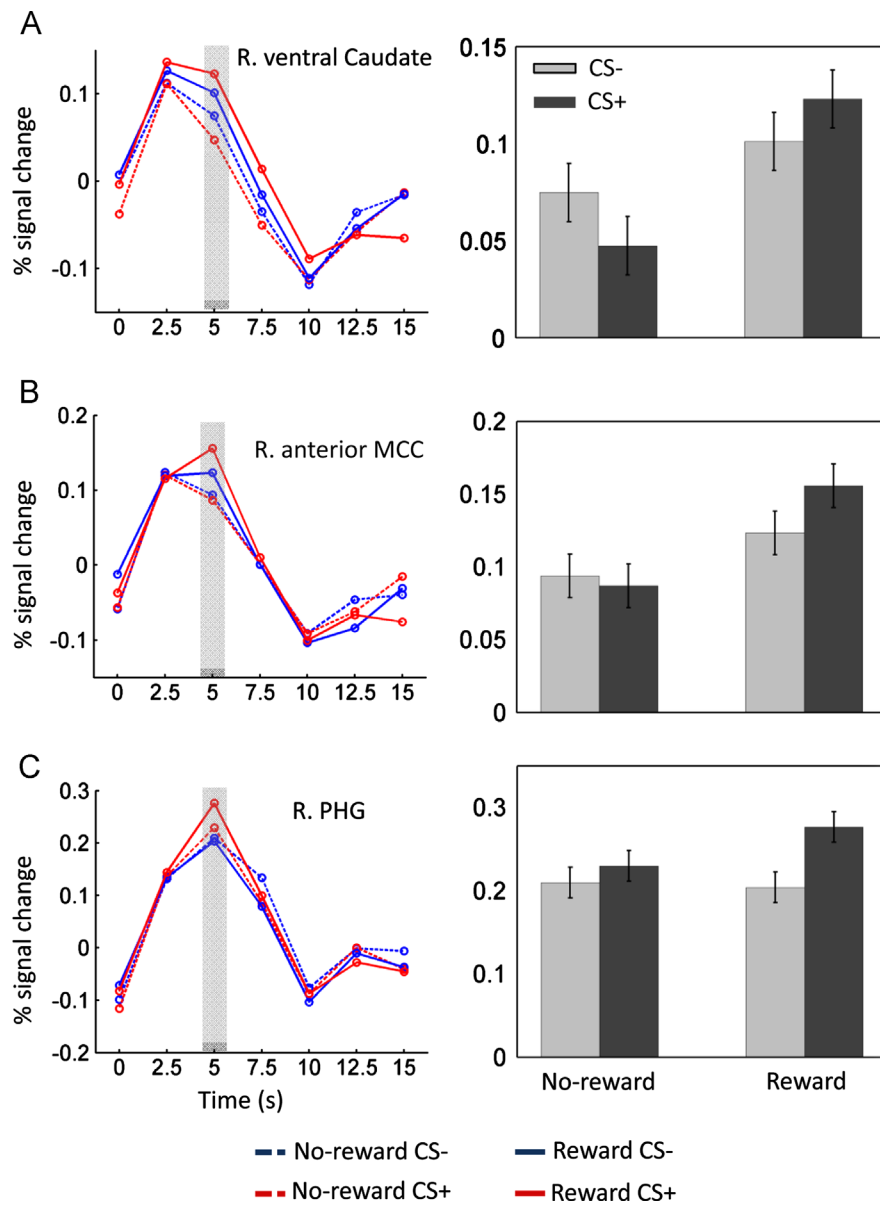 A
R. ventral Caudate
% signal change
0.1
0
-0.1
0 2.5 5 7.5 10 12.5 15
0.15
0.1
0.05
0
CS-
CS+
B
R. anterior MCC
% signal change
0.2
0.1
0
-0.1
0 2.5 5 7.5 10 12.5 15
0.2
0.15
0.1
0.05
0
C
R. PHG
% signal change
0.3
0.2
0.1
0
-0.1
-0.2
0 2.5 5 7.5 10 12.5 15
Time (s)
0.3
0.2
0.1
0
No-reward Reward
No-reward CS- Reward CS-
No-reward CS+ Reward CS+